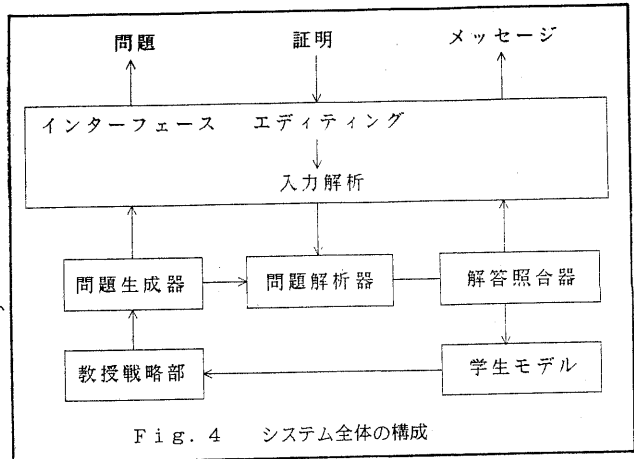 問題 証明 メッセージ
インターフェース エディティング
入力解析
問題生成器 問題解析器 解答照合器
教授戦略部 学生モデル
Fig. 4 システム全体の構成